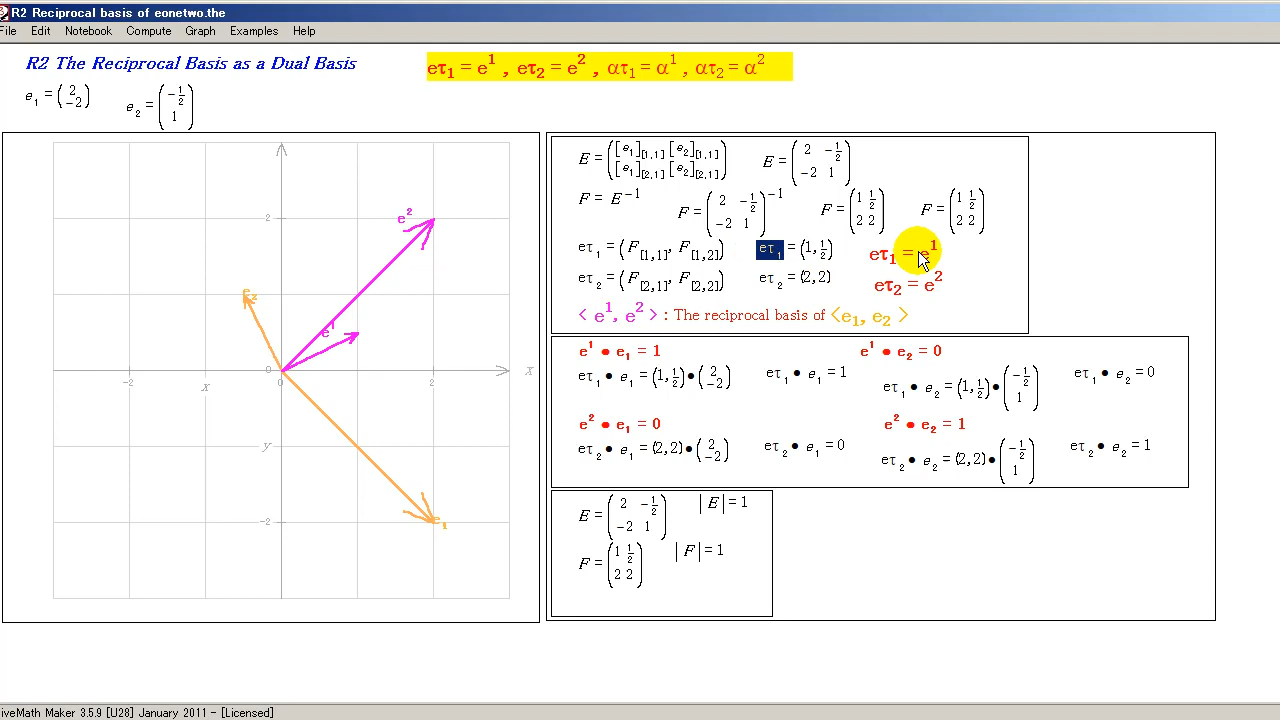 R2 Reciprocal basis of eonetwo.the
File Edit Notebook Compute Graph Examples Help
R2 The Reciprocal Basis as a Dual Basis
eτ₁ = e¹ , eτ₂ = e² , ατ₁ = α¹ , ατ₂ = α²
e₁ = (2 −2) e₂ = (−1/2 1)
E = ([e₁]₍[1,1]₎ [e₂]₍[1,1]₎ [e₁]₍[2,1]₎ [e₂]₍[2,1]₎) E = (2 −1/2 −2 1)
F = E⁻¹ F = (2 −1/2 −2 1)⁻¹ F = (1 1/2 2 2) F = (1 1/2 2 2)
eτ₁ = (F[1,1], F[1,2]) eτ₁ = (1, 1/2) eτ₁ = e¹
eτ₂ = (F[2,1], F[2,2]) eτ₂ = (2,2) eτ₂ = e²
< e¹, e² > : The reciprocal basis of <e₁, e₂ >
e¹ • e₁ = 1 e¹ • e₂ = 0
eτ₁ • e₁ = (1, 1/2) • (2 −2) eτ₁ • e₁ = 1 eτ₁ • e₂ = (1, 1/2) • (−1/2 1) eτ₁ • e₂ = 0
e² • e₁ = 0 e² • e₂ = 1
eτ₂ • e₁ = (2,2) • (2 −2) eτ₂ • e₁ = 0 eτ₂ • e₂ = (2,2) • (−1/2 1) eτ₂ • e₂ = 1
E = (2 −1/2 −2 1) |E| = 1
F = (1 1/2 2 2) |F| = 1
e²
2
e₂
e¹
0
−2
x
0
2
x
y
−2
e₁
iveMath Maker 3.5.9 [U28] January 2011 - [Licensed]